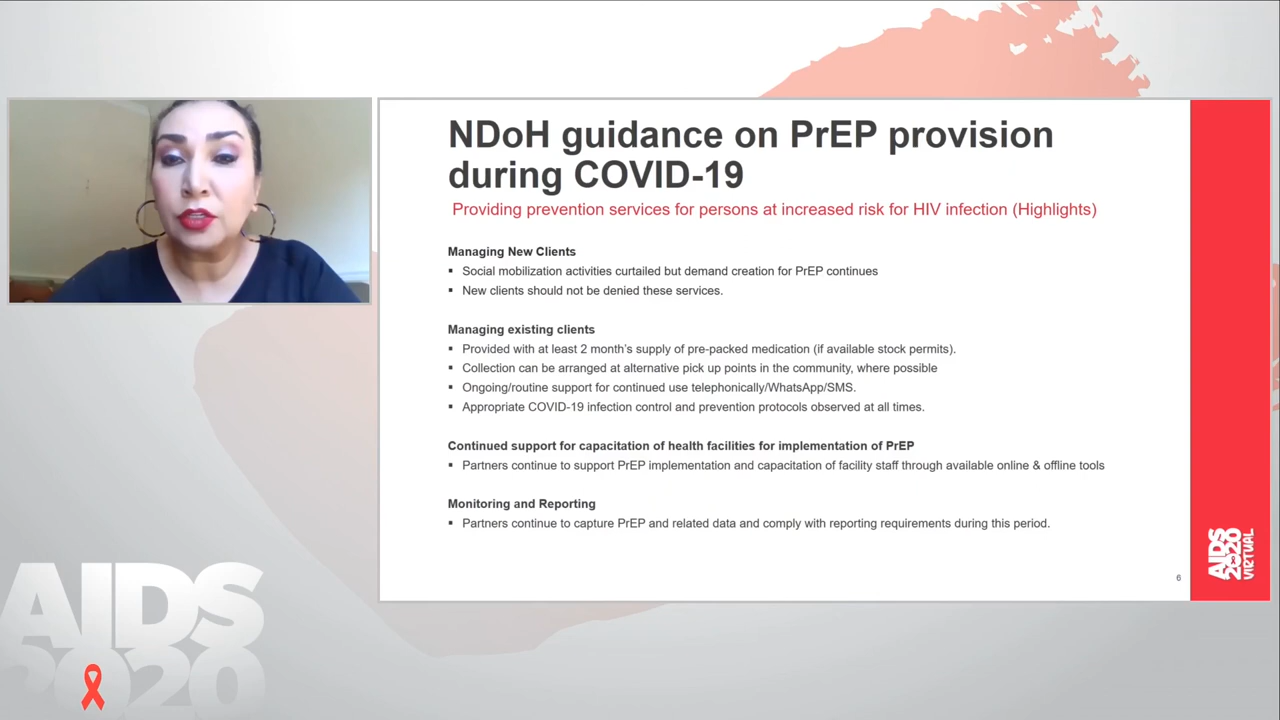 NDoH guidance on PrEP provision
during COVID-19
Providing prevention services for persons at increased risk for HIV infection (Highlights)
Managing New Clients
▪ Social mobilization activities curtailed but demand creation for PrEP continues
▪ New clients should not be denied these services.
Managing existing clients
▪ Provided with at least 2 month's supply of pre-packed medication (if available stock permits).
▪ Collection can be arranged at alternative pick up points in the community, where possible
▪ Ongoing/routine support for continued use telephonically/WhatsApp/SMS.
▪ Appropriate COVID-19 infection control and prevention protocols observed at all times.
Continued support for capacitation of health facilities for implementation of PrEP
▪ Partners continue to support PrEP implementation and capacitation of facility staff through available online & offline tools
Monitoring and Reporting
▪ Partners continue to capture PrEP and related data and comply with reporting requirements during this period.
6
AIDS
2020
VIRTUAL
AIDS
2020